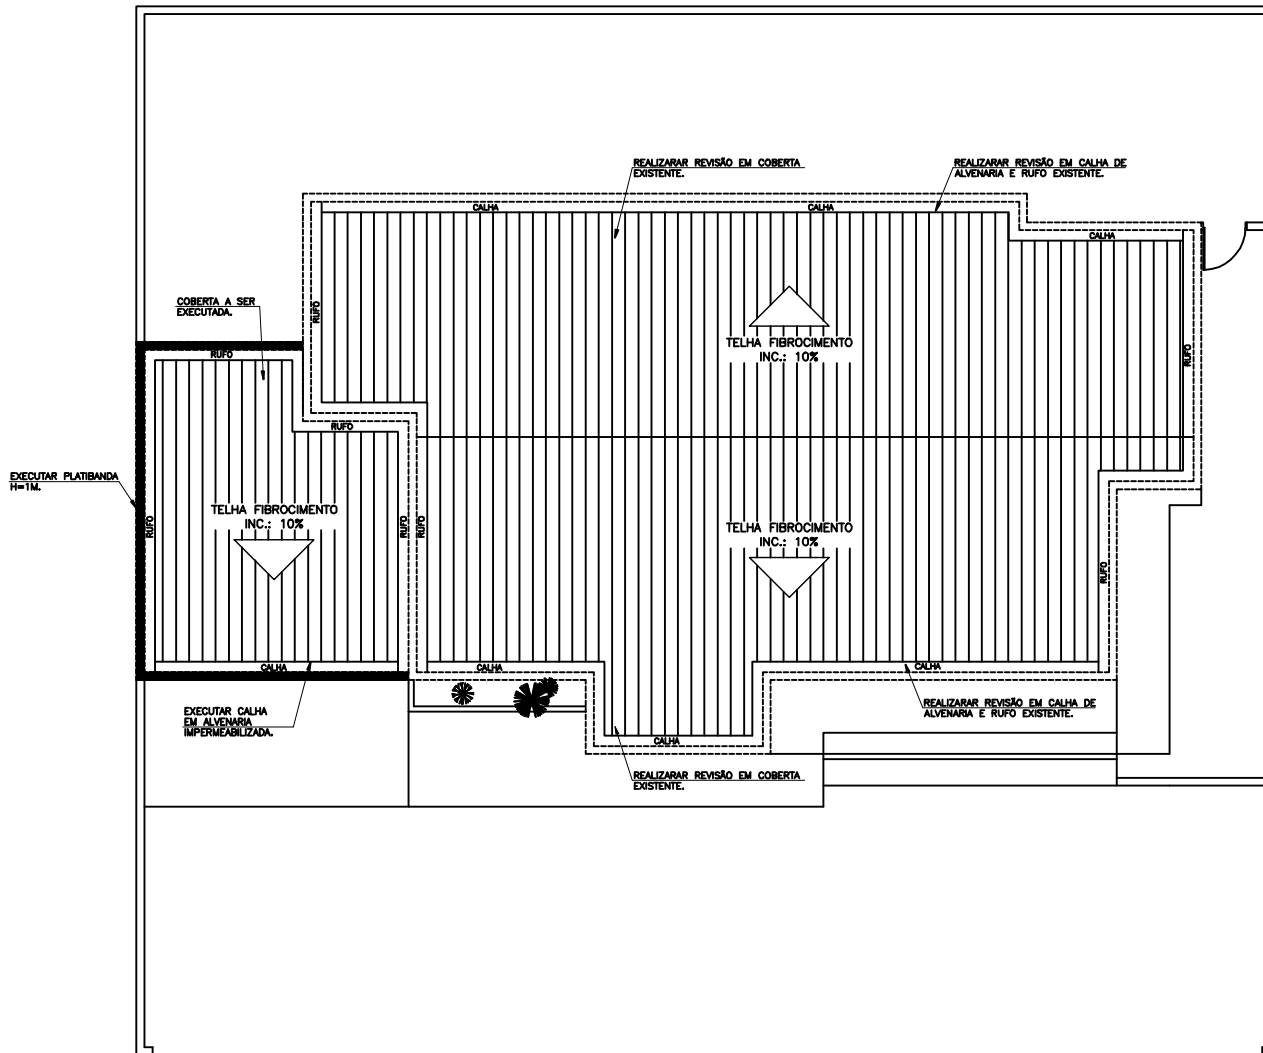 REALIZARAR REVISÃO EM COBERTA
EXISTENTE.
REALIZARAR REVISÃO EM CALHA DE
ALVENARIA E RUFO EXISTENTE.
CALHA
CALHA
CALHA
COBERTA A SER
EXECUTADA.
RUFO
RUFO
TELHA FIBROCIMENTO
INC.: 10%
RUFO
RUFO
EXECUTAR PLATIBANDA
H=1M.
TELHA FIBROCIMENTO
INC.: 10%
RUFO
RUFO
RUFO
TELHA FIBROCIMENTO
INC.: 10%
RUFO
CALHA
CALHA
CALHA
EXECUTAR CALHA
EM ALVENARIA
IMPERMEABILIZADA.
REALIZARAR REVISÃO EM CALHA DE
ALVENARIA E RUFO EXISTENTE.
CALHA
REALIZARAR REVISÃO EM COBERTA
EXISTENTE.